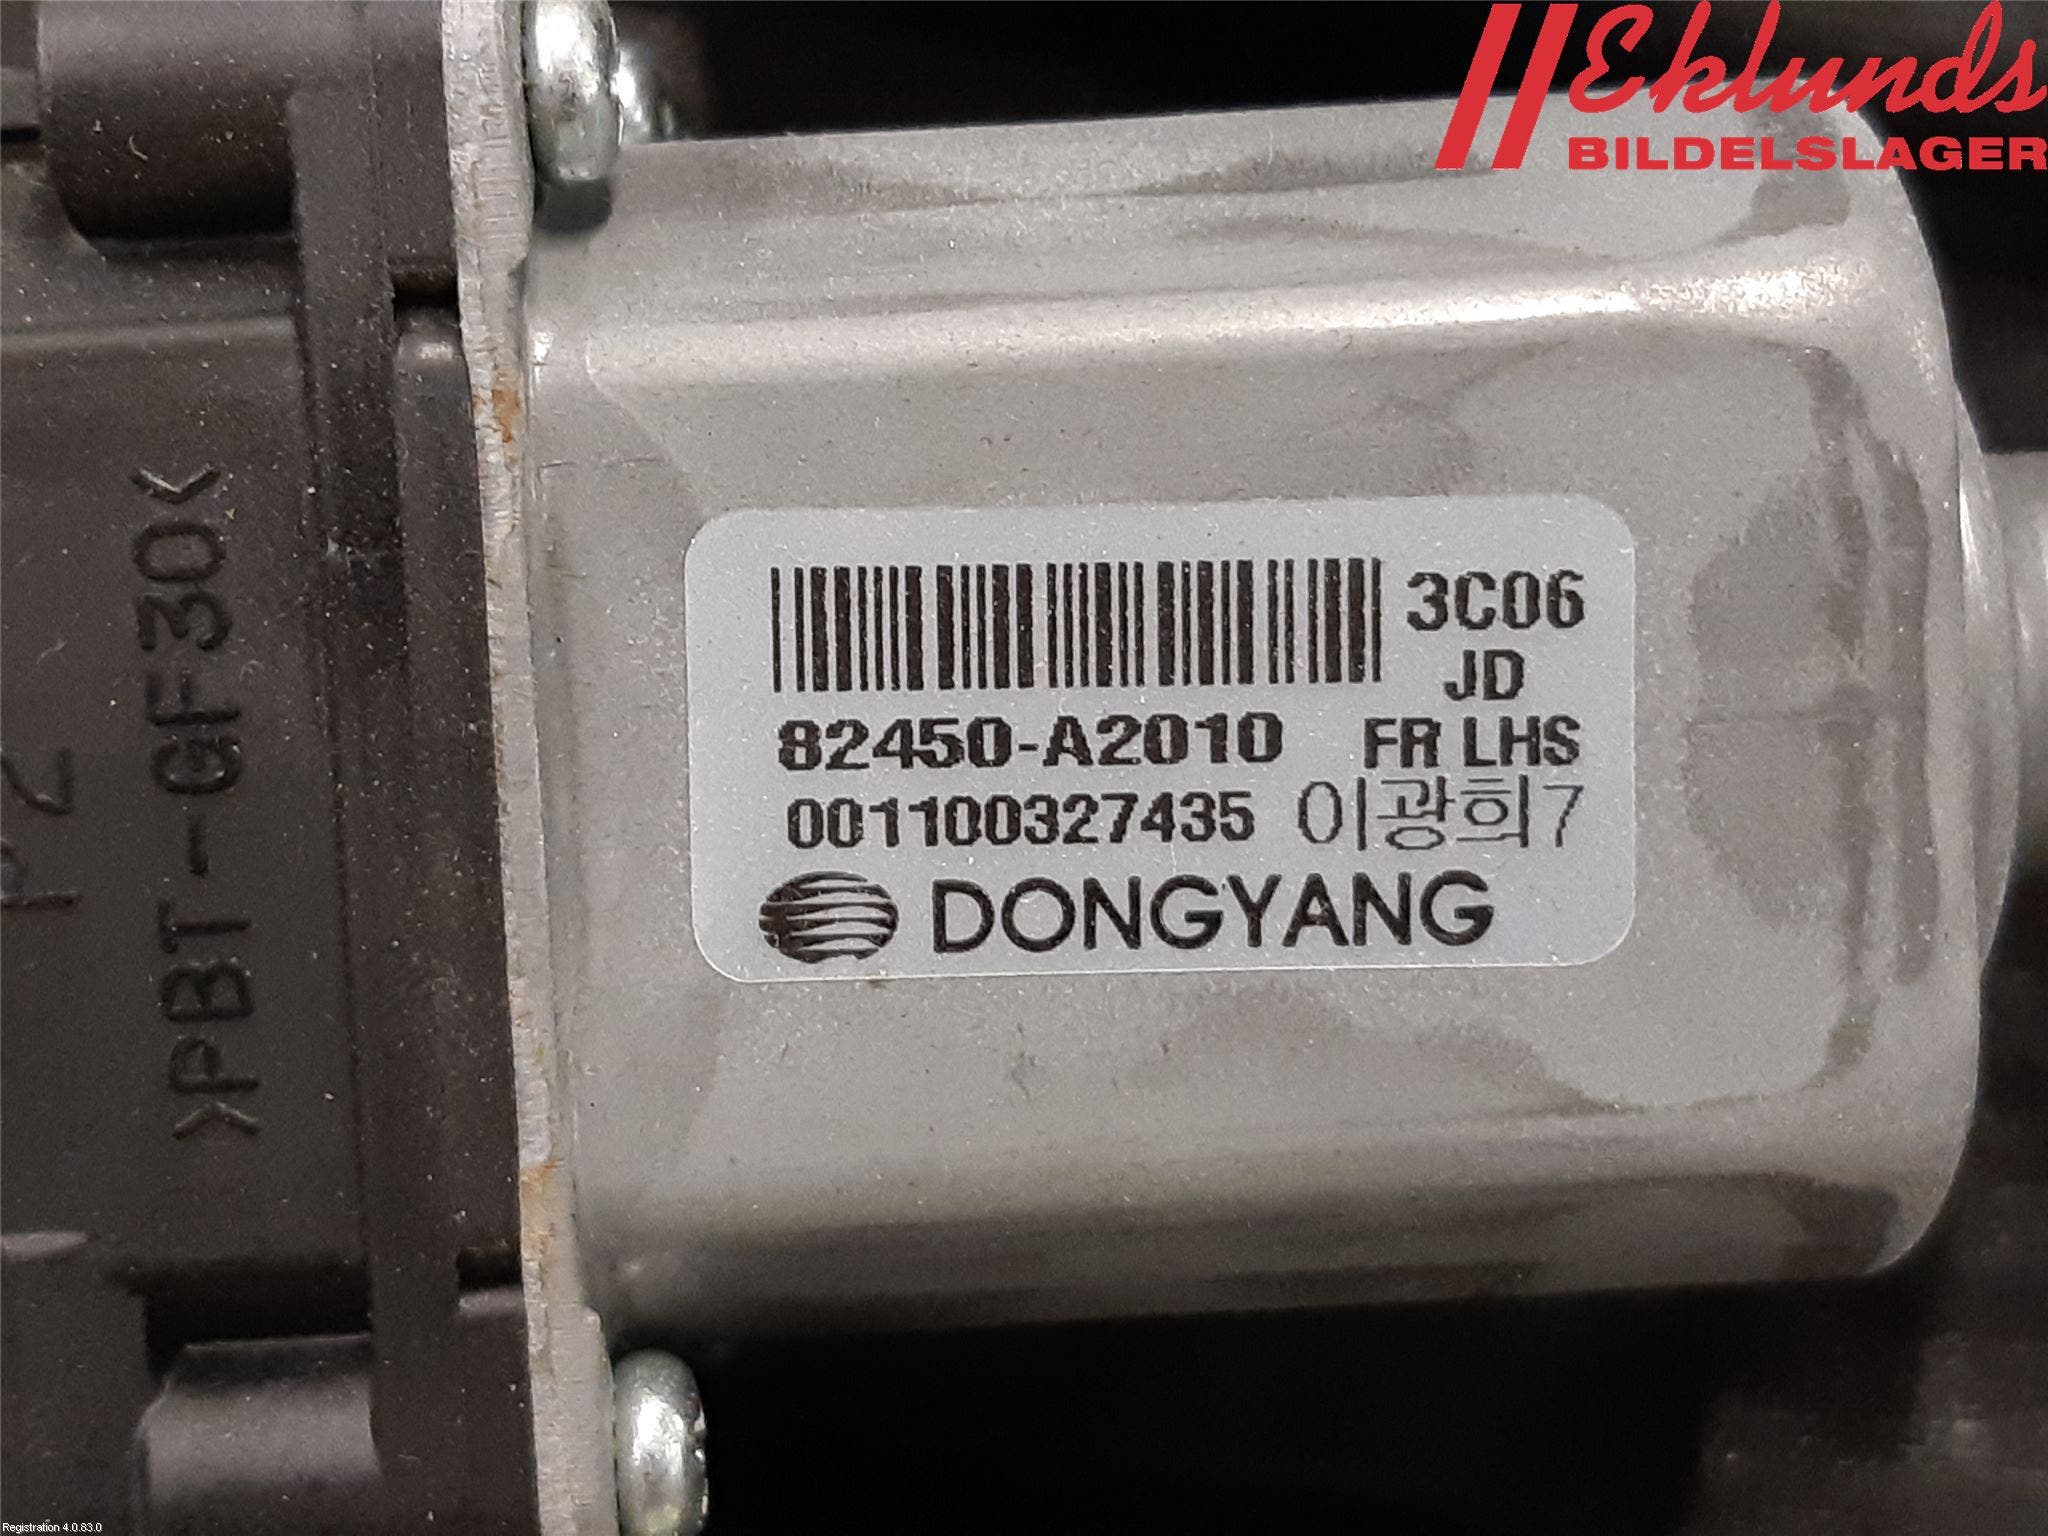 Eklunds
BILDELSLAGER
3C06
JD
82450-A2010 FR LHS
001100327435 이광희7
DONGYANG
>PBT-GF30<
P2
Registration 4.0.83.0